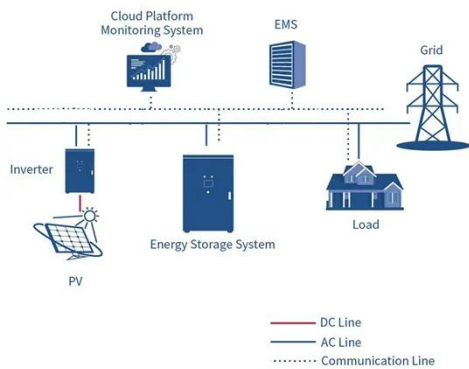 Cloud Platform
Monitoring System
EMS
Grid
Inverter
Energy Storage System
Load
PV
DC Line
AC Line
Communication Line